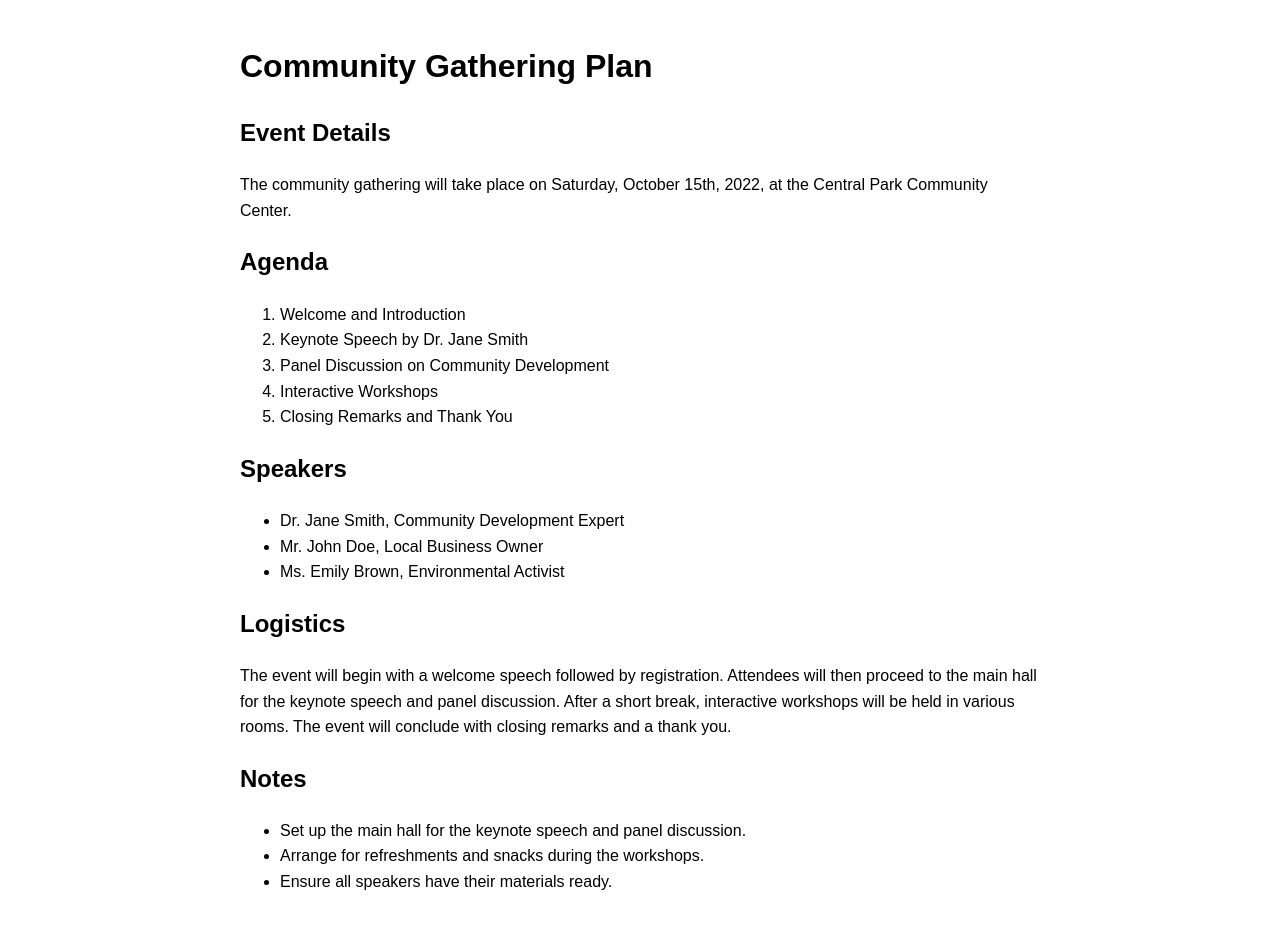 Community Gathering Plan
Event Details
The community gathering will take place on Saturday, October 15th, 2022, at the Central Park Community
Center.
Agenda
1. Welcome and Introduction
2. Keynote Speech by Dr. Jane Smith
3. Panel Discussion on Community Development
4. Interactive Workshops
5. Closing Remarks and Thank You
Speakers
• Dr. Jane Smith, Community Development Expert
• Mr. John Doe, Local Business Owner
• Ms. Emily Brown, Environmental Activist
Logistics
The event will begin with a welcome speech followed by registration. Attendees will then proceed to the main hall
for the keynote speech and panel discussion. After a short break, interactive workshops will be held in various
rooms. The event will conclude with closing remarks and a thank you.
Notes
• Set up the main hall for the keynote speech and panel discussion.
• Arrange for refreshments and snacks during the workshops.
• Ensure all speakers have their materials ready.